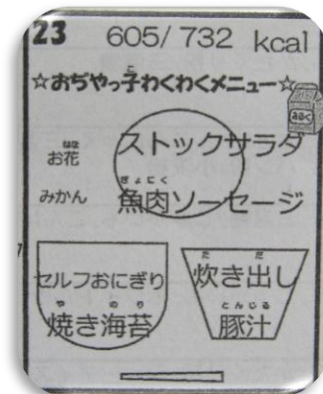 23 605/732 kcal
☆おぢやっ子わくわくメニュー☆
お花
みかん
ストックサラダ
魚肉ソーセージ
セルフおにぎり
焼き海苔
炊き出し
豚汁